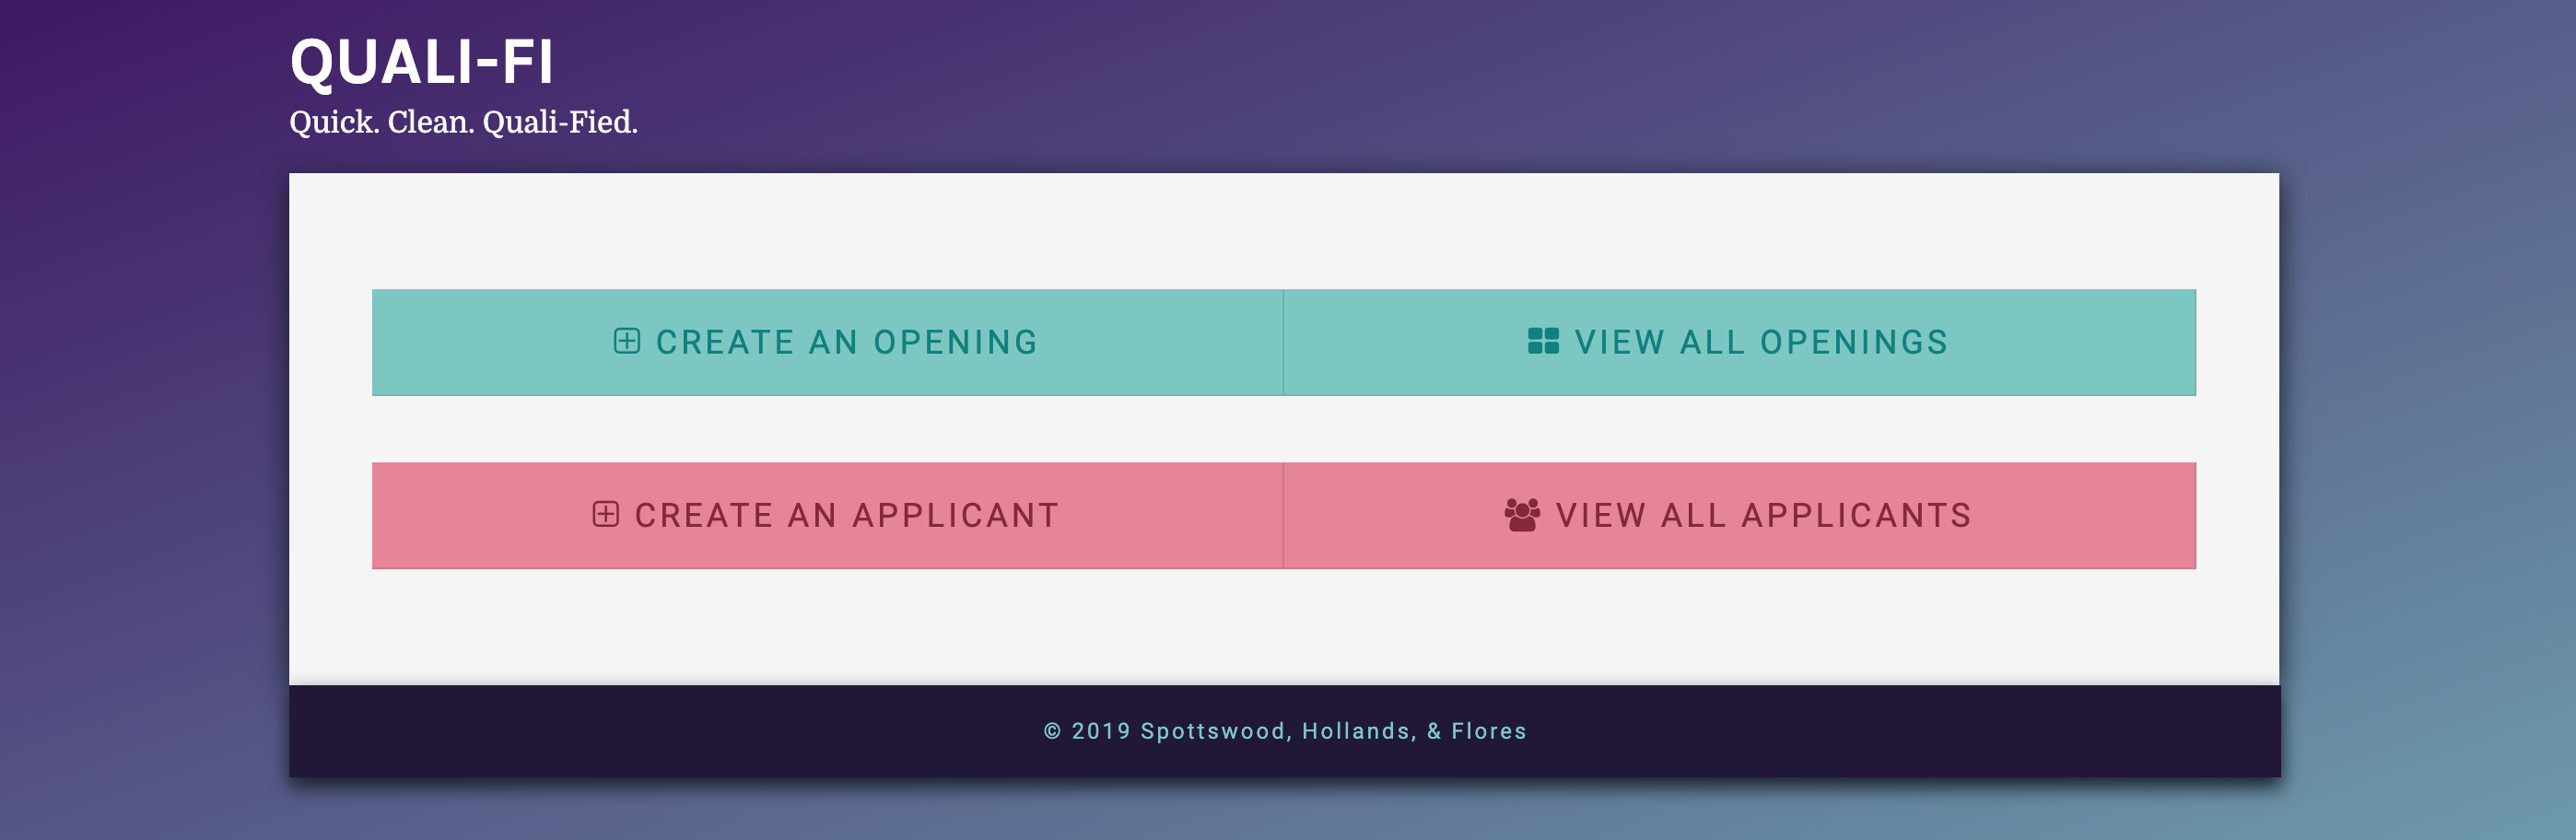 QUALI-FI
Quick. Clean. Quali-Fied.
CREATE AN OPENING
VIEW ALL OPENINGS
CREATE AN APPLICANT
VIEW ALL APPLICANTS
© 2019 Spottswood, Hollands, & Flores